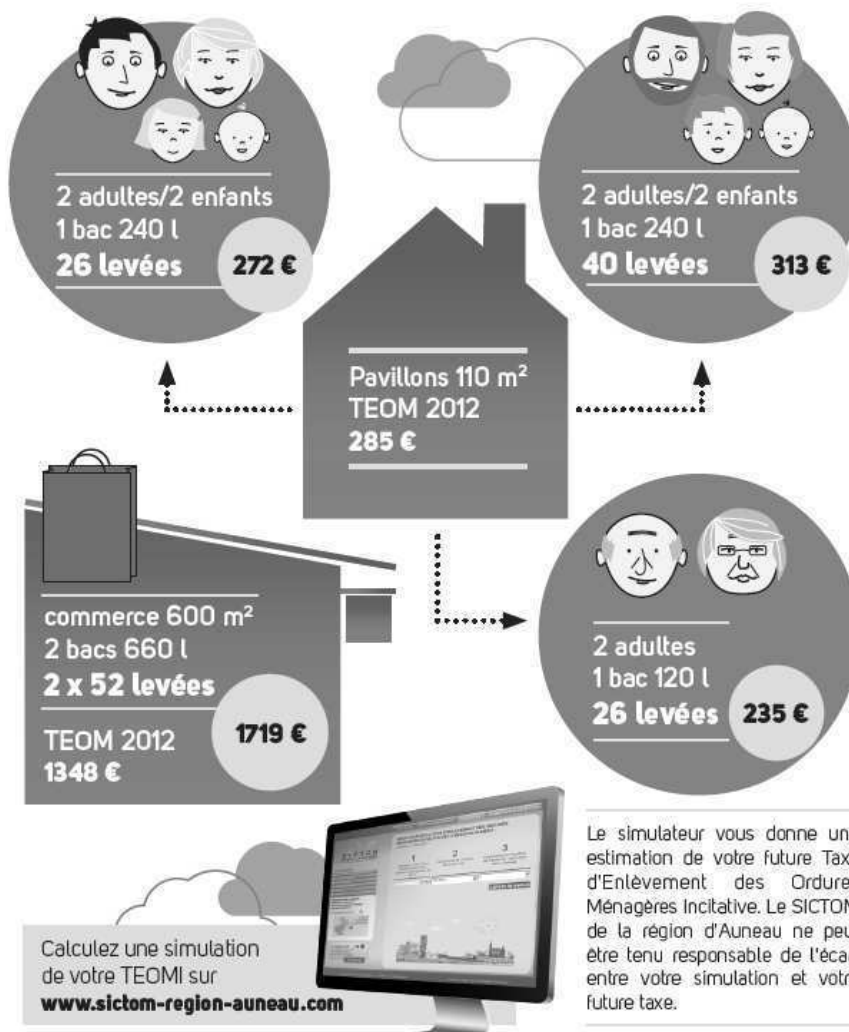 2 adultes/2 enfants
1 bac 240 l
26 levées
272 €
2 adultes/2 enfants
1 bac 240 l
40 levées
313 €
Pavillons 110 m²
TEOM 2012
285 €
commerce 600 m²
2 bacs 660 l
2 x 52 levées
TEOM 2012
1348 €
1719 €
2 adultes
1 bac 120 l
26 levées
235 €
1 2 3
Calculez une simulation
de votre TEOMI sur
www.sictom-region-auneau.com
Le simulateur vous donne un
estimation de votre future Tax
d'Enlèvement des Ordure
Ménagères Incitative. Le SICTOM
de la région d'Auneau ne peu
être tenu responsable de l'éca
entre votre simulation et votr
future taxe.